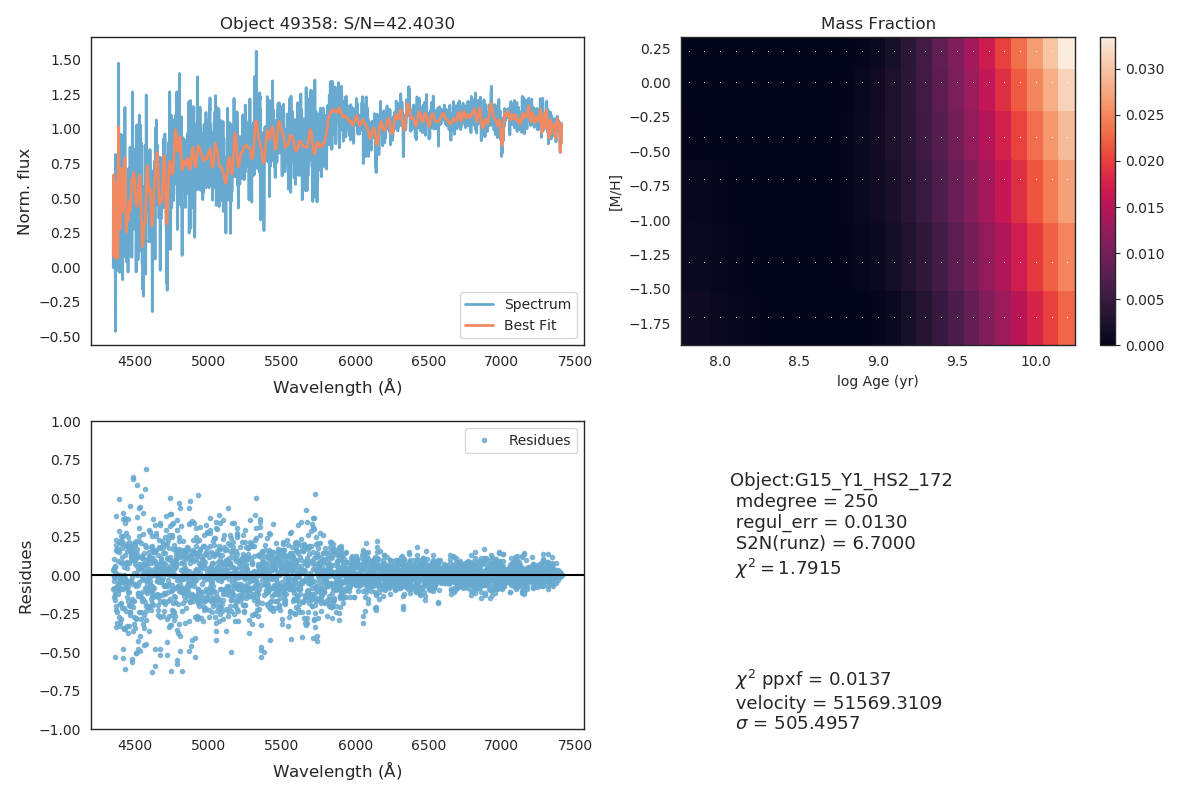 Object 49358: S/N=42.4030
Norm. flux
1.50
1.25
1.00
0.75
0.50
0.25
0.00
−0.25
−0.50
Spectrum
Best Fit
4500 5000 5500 6000 6500 7000 7500
Wavelength (Å)
Mass Fraction
[M/H]
0.25
0.00
−0.25
−0.50
−0.75
−1.00
−1.25
−1.50
−1.75
8.0 8.5 9.0 9.5 10.0
log Age (yr)
0.030
0.025
0.020
0.015
0.010
0.005
0.000
Residues
1.00
0.75
0.50
0.25
0.00
−0.25
−0.50
−0.75
−1.00
Residues
4500 5000 5500 6000 6500 7000 7500
Wavelength (Å)
Object:G15_Y1_HS2_172
mdegree = 250
regul_err = 0.0130
S2N(runz) = 6.7000
χ² = 1.7915
χ² ppxf = 0.0137
velocity = 51569.3109
σ = 505.4957